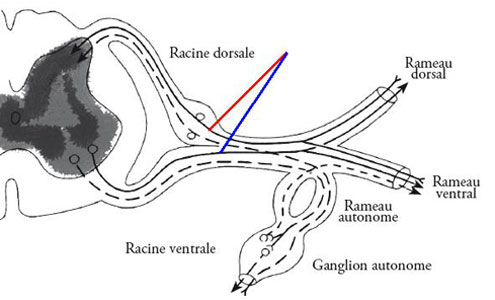 Racine dorsale
Rameau
dorsal
Rameau
ventral
Rameau
autonome
Racine ventrale
Ganglion autonome